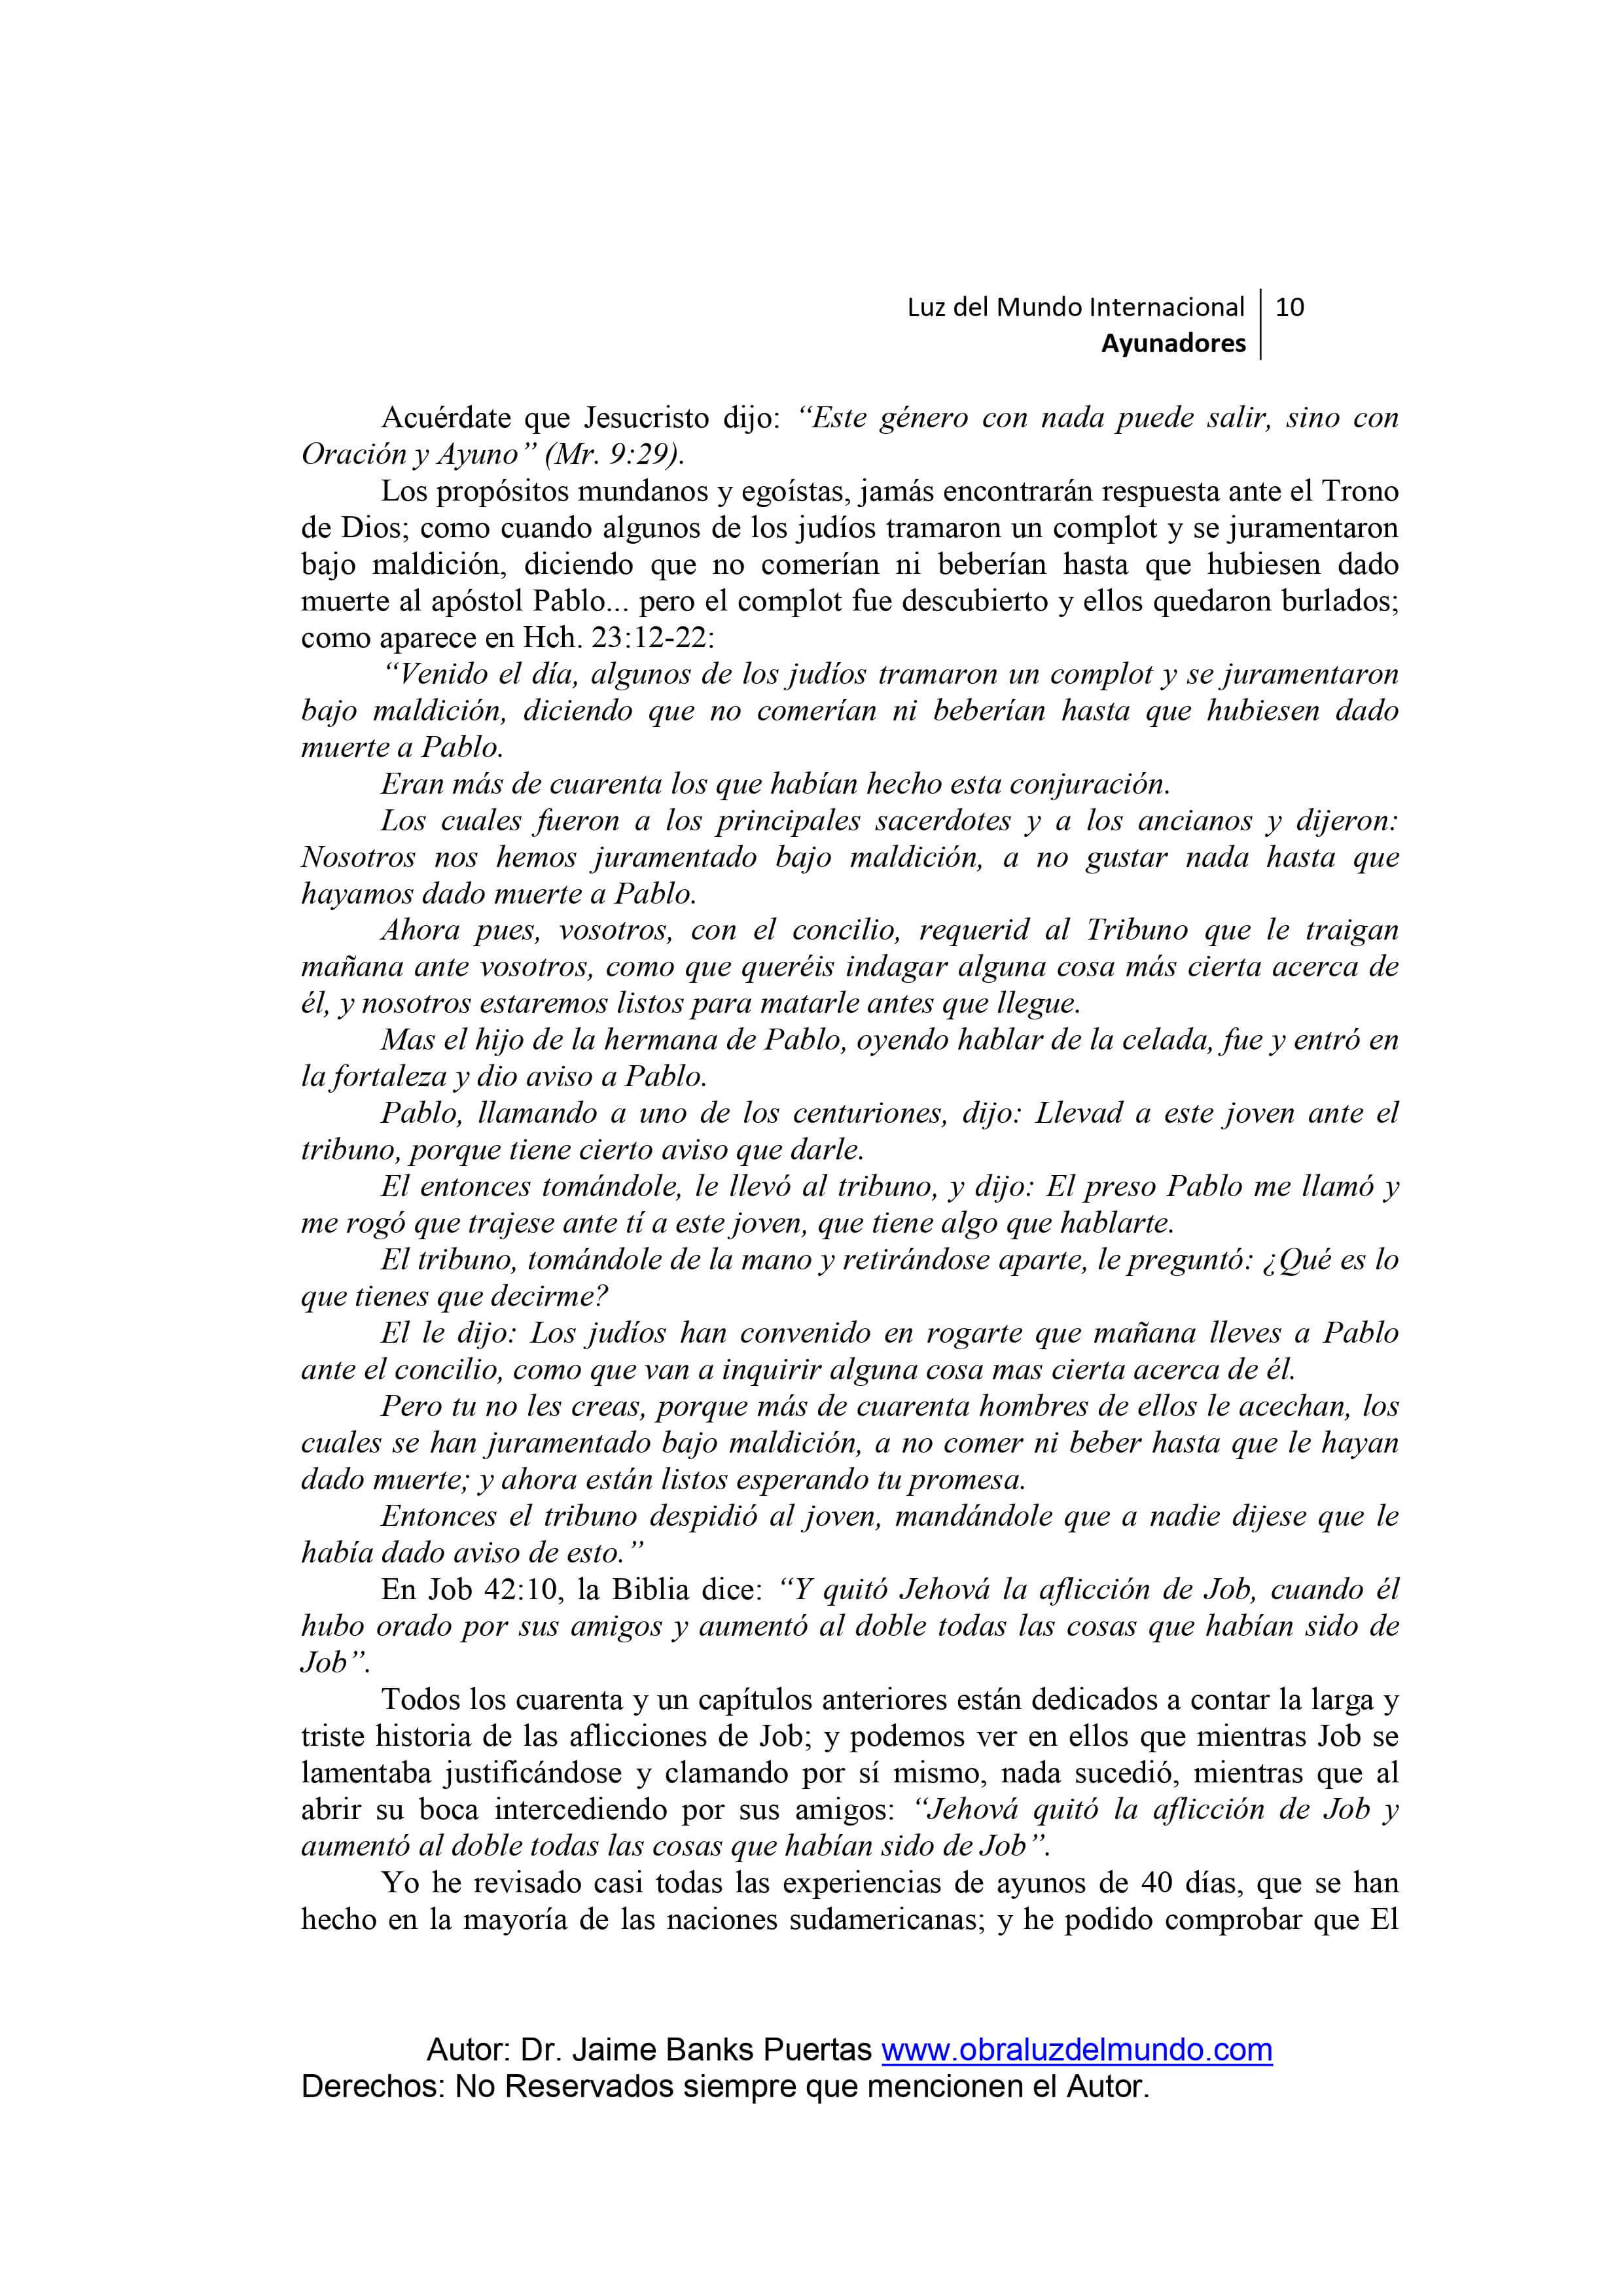 Luz del Mundo Internacional 10
Ayunadores
Acuérdate que Jesucristo dijo: “Este género con nada puede salir, sino con
Oración y Ayuno” (Mr. 9:29).
Los propósitos mundanos y egoístas, jamás encontrarán respuesta ante el Trono
de Dios; como cuando algunos de los judíos tramaron un complot y se juramentaron
bajo maldición, diciendo que no comerían ni beberían hasta que hubiesen dado
muerte al apóstol Pablo... pero el complot fue descubierto y ellos quedaron burlados;
como aparece en Hch. 23:12-22:
“Venido el día, algunos de los judíos tramaron un complot y se juramentaron
bajo maldición, diciendo que no comerían ni beberían hasta que hubiesen dado
muerte a Pablo.
Eran más de cuarenta los que habían hecho esta conjuración.
Los cuales fueron a los principales sacerdotes y a los ancianos y dijeron:
Nosotros nos hemos juramentado bajo maldición, a no gustar nada hasta que
hayamos dado muerte a Pablo.
Ahora pues, vosotros, con el concilio, requerid al Tribuno que le traigan
mañana ante vosotros, como que queréis indagar alguna cosa más cierta acerca de
él, y nosotros estaremos listos para matarle antes que llegue.
Mas el hijo de la hermana de Pablo, oyendo hablar de la celada, fue y entró en
la fortaleza y dio aviso a Pablo.
Pablo, llamando a uno de los centuriones, dijo: Llevad a este joven ante el
tribuno, porque tiene cierto aviso que darle.
El entonces tomándole, le llevó al tribuno, y dijo: El preso Pablo me llamó y
me rogó que trajese ante tí a este joven, que tiene algo que hablarte.
El tribuno, tomándole de la mano y retirándose aparte, le preguntó: ¿Qué es lo
que tienes que decirme?
El le dijo: Los judíos han convenido en rogarte que mañana lleves a Pablo
ante el concilio, como que van a inquirir alguna cosa mas cierta acerca de él.
Pero tu no les creas, porque más de cuarenta hombres de ellos le acechan, los
cuales se han juramentado bajo maldición, a no comer ni beber hasta que le hayan
dado muerte; y ahora están listos esperando tu promesa.
Entonces el tribuno despidió al joven, mandándole que a nadie dijese que le
había dado aviso de esto.”
En Job 42:10, la Biblia dice: “Y quitó Jehová la aflicción de Job, cuando él
hubo orado por sus amigos y aumentó al doble todas las cosas que habían sido de
Job”.
Todos los cuarenta y un capítulos anteriores están dedicados a contar la larga y
triste historia de las aflicciones de Job; y podemos ver en ellos que mientras Job se
lamentaba justificándose y clamando por sí mismo, nada sucedió, mientras que al
abrir su boca intercediendo por sus amigos: “Jehová quitó la aflicción de Job y
aumentó al doble todas las cosas que habían sido de Job”.
Yo he revisado casi todas las experiencias de ayunos de 40 días, que se han
hecho en la mayoría de las naciones sudamericanas; y he podido comprobar que El
Autor: Dr. Jaime Banks Puertas www.obraluzdelmundo.com
Derechos: No Reservados siempre que mencionen el Autor.